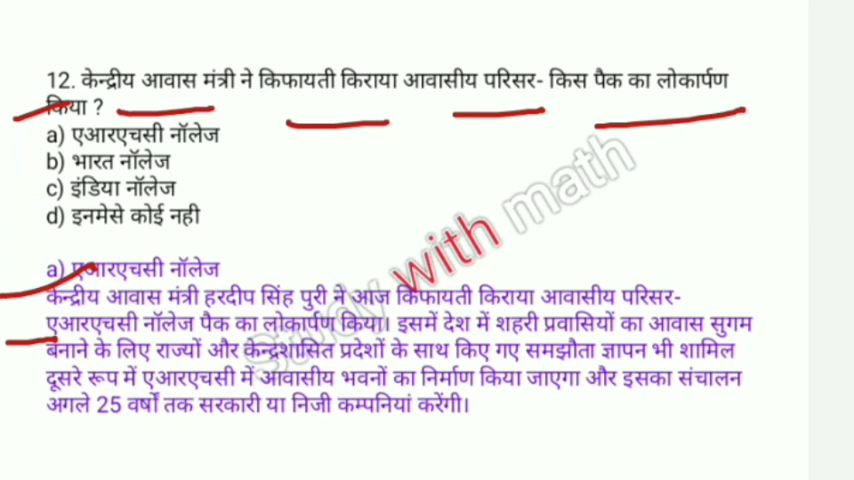 12. केन्द्रीय आवास मंत्री ने किफायती किराया आवासीय परिसर- किस पैक का लोकार्पण
किया ?
a) एआरएचसी नॉलेज
b) भारत नॉलेज
c) इंडिया नॉलेज
d) इनमेसे कोई नही
a) एआरएचसी नॉलेज
केन्द्रीय आवास मंत्री हरदीप सिंह पुरी ने आज किफायती किराया आवासीय परिसर-
एआरएचसी नॉलेज पैक का लोकार्पण किया। इसमें देश में शहरी प्रवासियों का आवास सुगम
बनाने के लिए राज्यों और केन्द्रशासित प्रदेशों के साथ किए गए समझौता ज्ञापन भी शामिल
दूसरे रूप में एआरएचसी में आवासीय भवनों का निर्माण किया जाएगा और इसका संचालन
अगले 25 वर्षों तक सरकारी या निजी कम्पनियां करेंगी।
Study with math